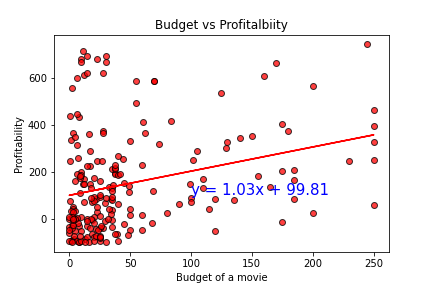 Budget vs Profitalbiity
Profitability
600
400
200
0
y = 1.03x + 99.81
0
50
100
150
200
250
Budget of a movie